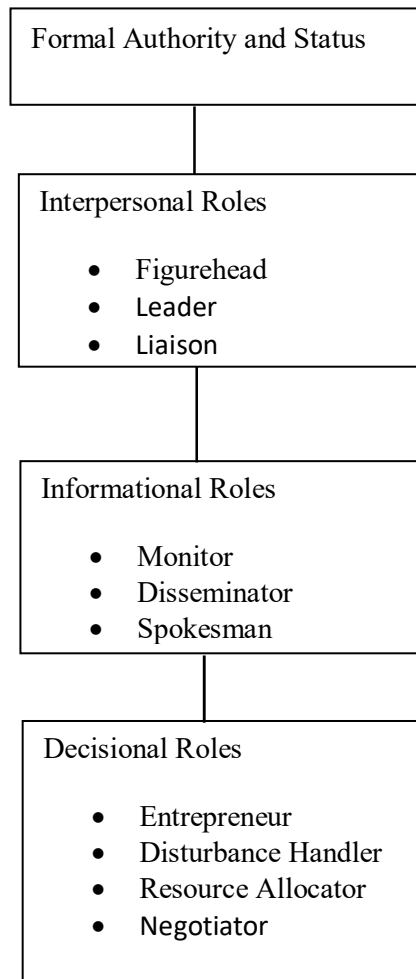 Formal Authority and Status
Interpersonal Roles
• Figurehead
• Leader
• Liaison
Informational Roles
• Monitor
• Disseminator
• Spokesman
Decisional Roles
• Entrepreneur
• Disturbance Handler
• Resource Allocator
• Negotiator